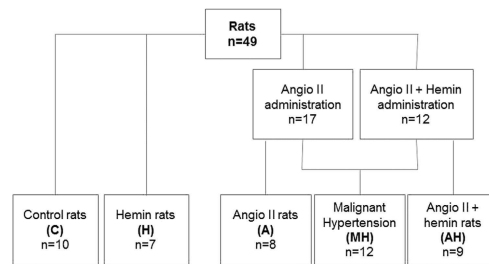 Rats
n=49
Angio II
administration
n=17
Angio II + Hemin
administration
n=12
Control rats
(C)
n=10
Hemin rats
(H)
n=7
Angio II rats
(A)
n=8
Malignant
Hypertension
(MH)
n=12
Angio II +
hemin rats
(AH)
n=9